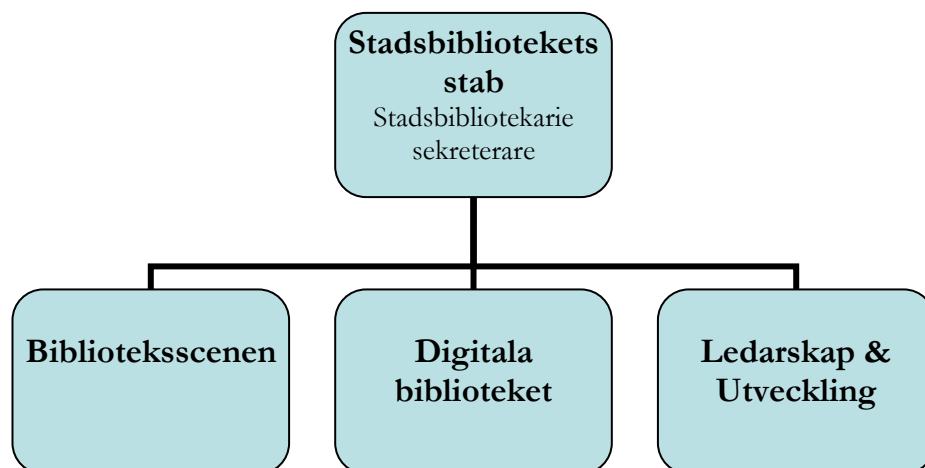 Stadsbibliotekets
stab
Stadsbibliotekarie
sekreterare
Biblioteksscenen
Digitala
biblioteket
Ledarskap &
Utveckling